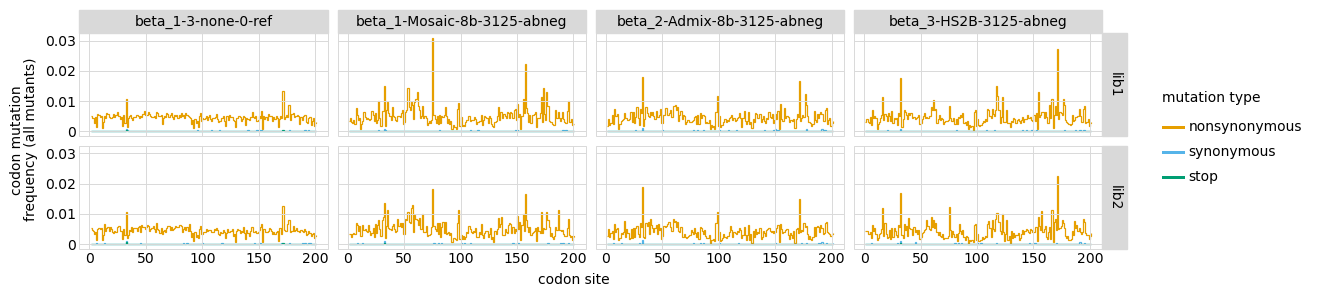 beta_1-3-none-0-ref beta_1-Mosaic-8b-3125-abneg beta_2-Admix-8b-3125-abneg beta_3-HS2B-3125-abneg
0.03
0.02
0.01
0
lib1
0.03
0.02
0.01
0
lib2
codon mutation
frequency (all mutants)
0 50 100 150 200 0 50 100 150 200 0 50 100 150 200 0 50 100 150 200
codon site
mutation type
nonsynonymous
synonymous
stop